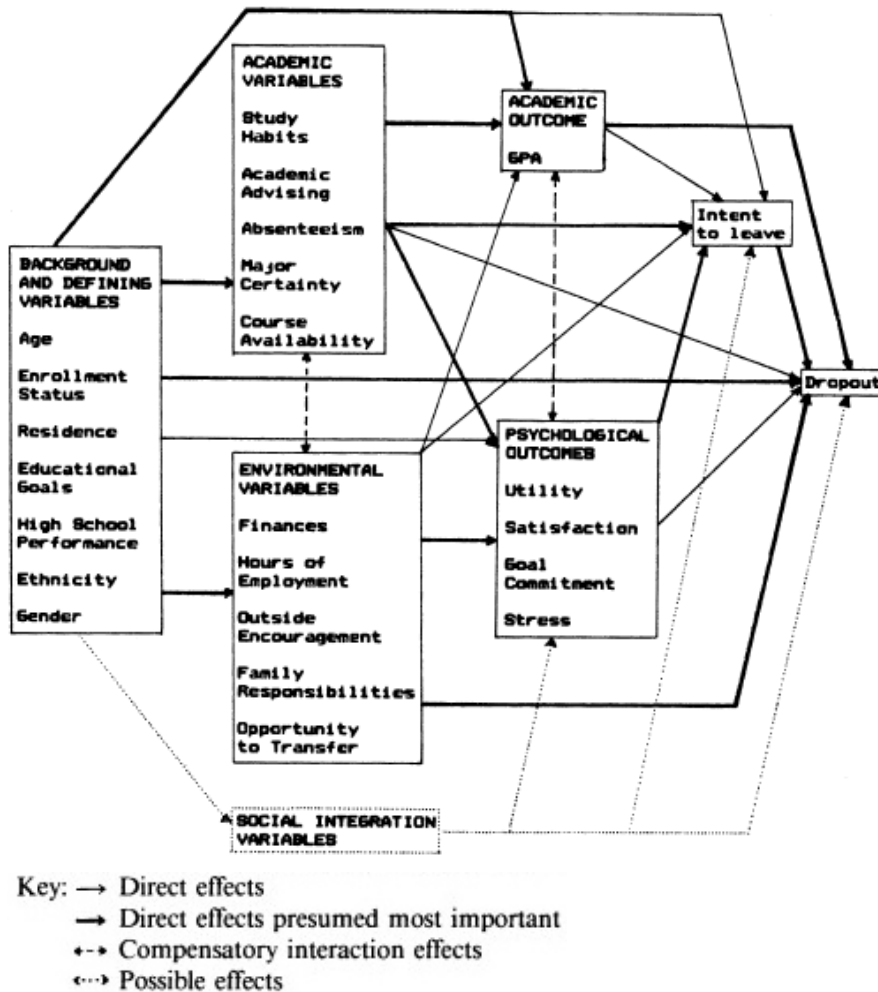 ACADEMIC
VARIABLES
Study
Habits
Academic
Advising
Absenteeism
Major
Certainty
Course
Availability
ACADEMIC
OUTCOME
GPA
Intent
to leave
BACKGROUND
AND DEFINING
VARIABLES
Age
Enrollment
Status
Residence
Educational
Goals
High School
Performance
Ethnicity
Gender
Dropout
ENVIRONMENTAL
VARIABLES
Finances
Hours of
Employment
Outside
Encouragement
Family
Responsibilities
Opportunity
to Transfer
PSYCHOLOGICAL
OUTCOMES
Utility
Satisfaction
Goal
Commitment
Stress
SOCIAL INTEGRATION
VARIABLES
Key: → Direct effects
→ Direct effects presumed most important
Compensatory interaction effects
Possible effects